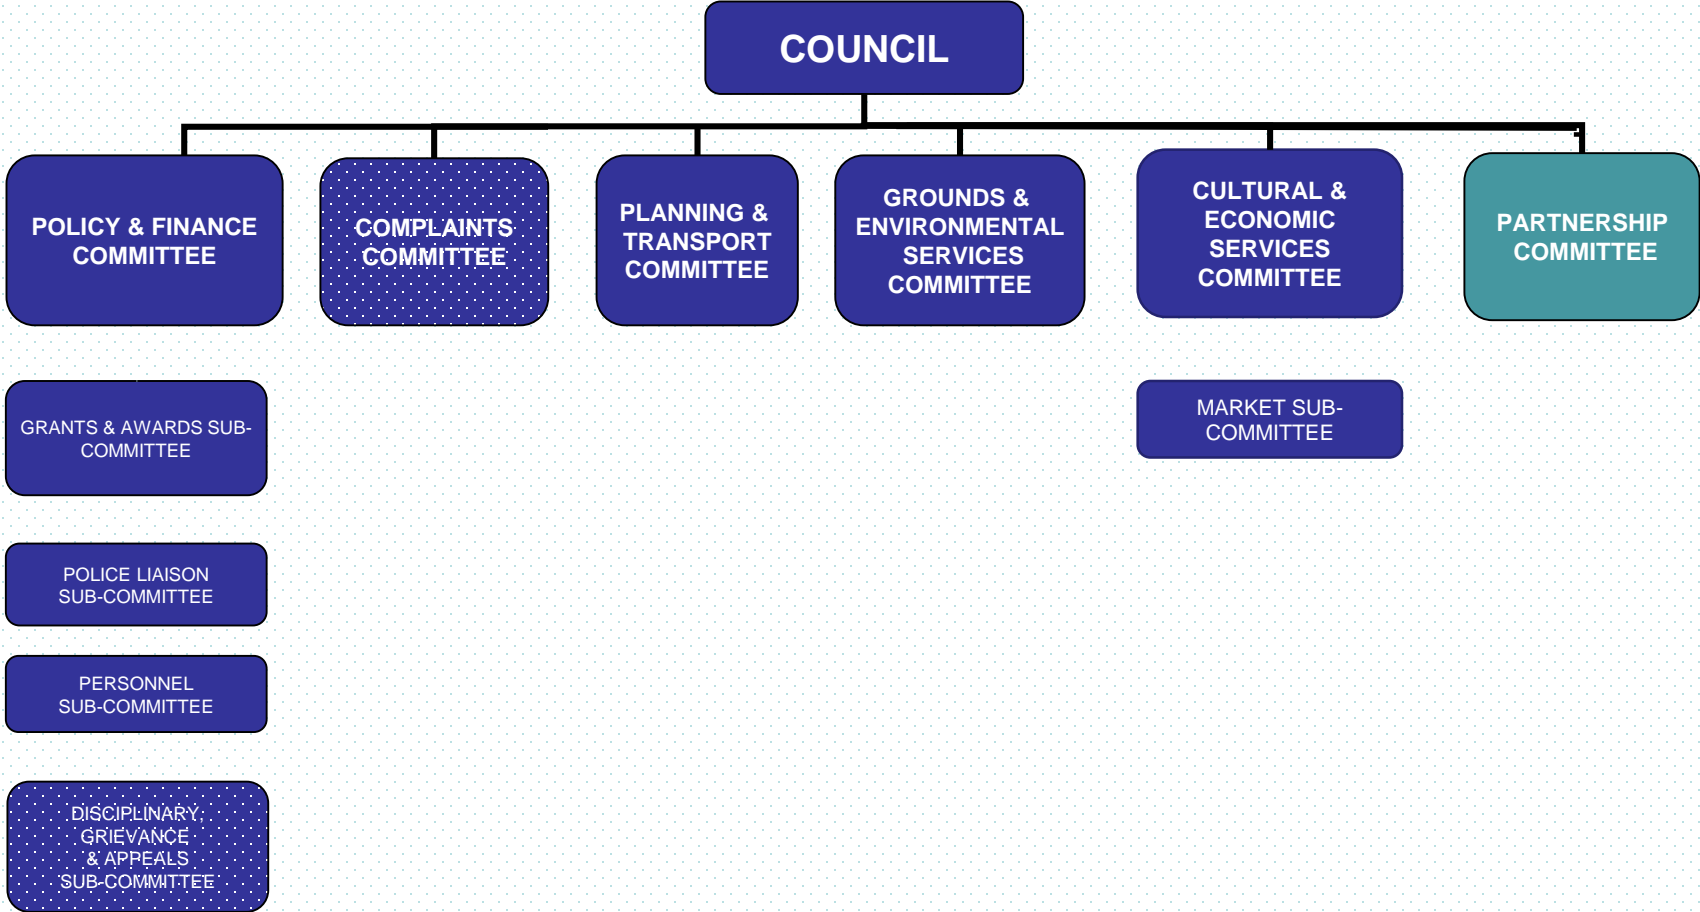 COUNCIL
POLICY & FINANCE
COMMITTEE
COMPLAINTS
COMMITTEE
PLANNING &
TRANSPORT
COMMITTEE
GROUNDS &
ENVIRONMENTAL
SERVICES
COMMITTEE
CULTURAL &
ECONOMIC
SERVICES
COMMITTEE
PARTNERSHIP
COMMITTEE
GRANTS & AWARDS SUB-
COMMITTEE
MARKET SUB-
COMMITTEE
POLICE LIAISON
SUB-COMMITTEE
PERSONNEL
SUB-COMMITTEE
DISCIPLINARY,
GRIEVANCE
& APPEALS
SUB-COMMITTEE